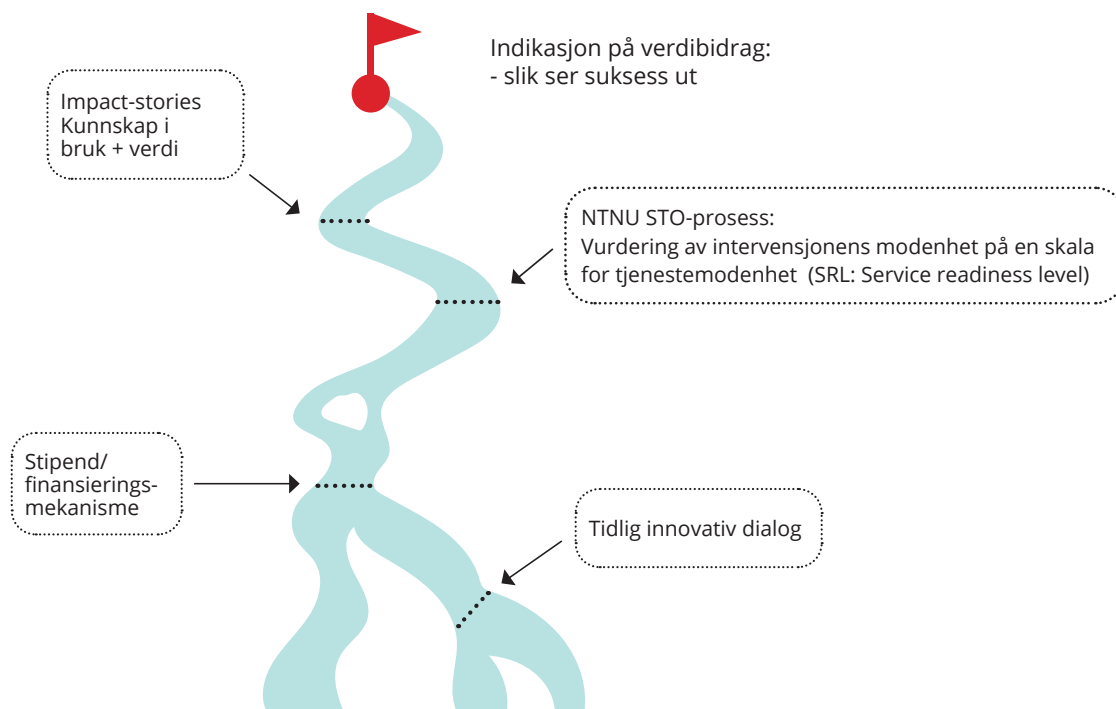 Indikasjon på verdibidrag:
- slik ser suksess ut
Impact-stories
Kunnskap i
bruk + verdi
NTNU STO-prosess:
Vurdering av intervensjonens modenhet på en skala
for tjenestemodenhet (SRL: Service readiness level)
Stipend/
finansierings-
mekanisme
Tidlig innovativ dialog